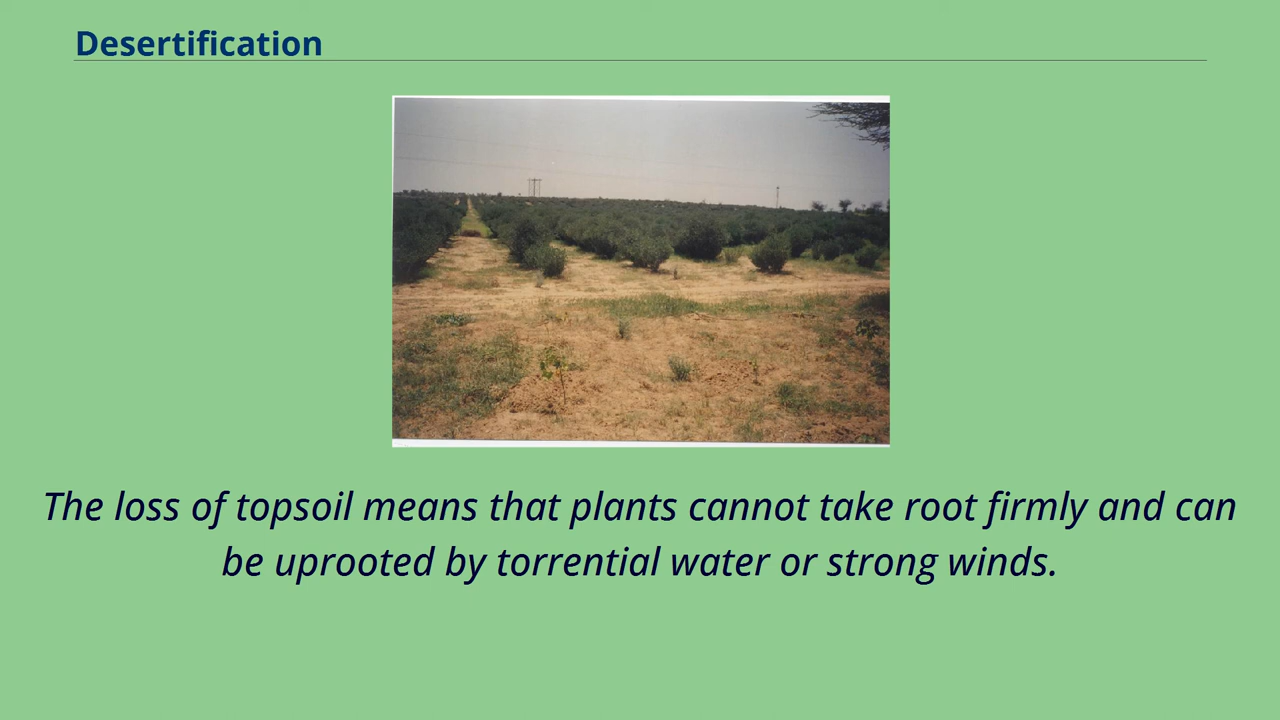 Desertification
The loss of topsoil means that plants cannot take root firmly and can
be uprooted by torrential water or strong winds.